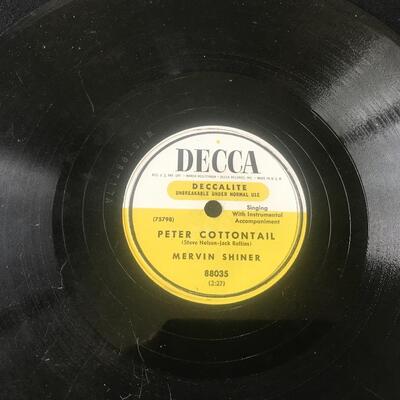 DECCA
DECCALITE
UNBREAKABLE UNDER NORMAL USE
(75798)
Singing
With Instrumental
Accompaniment
PETER COTTONTAIL
(Steve Nelson-Jack Rollins)
MERVIN SHINER
88035
(2:27)